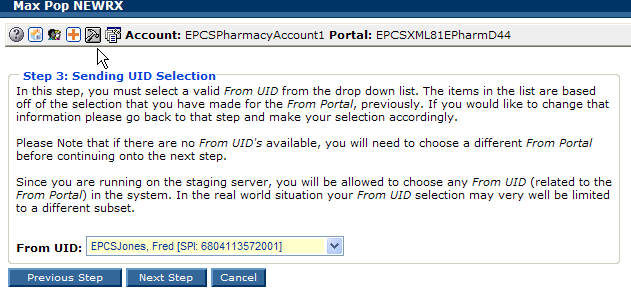 Max Pop NEWRX
Account: EPCSPharmacyAccount1 Portal: EPCSXML81EPharmD44
Step 3: Sending UID Selection
In this step, you must select a valid From UID from the drop down list. The items in the list are based
off of the selection that you have made for the From Portal, previously. If you would like to change that
information please go back to that step and make your selection accordingly.
Please Note that if there are no From UID's available, you will need to choose a different From Portal
before continuing onto the next step.
Since you are running on the staging server, you will be allowed to choose any From UID (related to the
From Portal) in the system. In the real world situation your From UID selection may very well be limited
to a different subset.
From UID: EPCSJones, Fred [SPI: 6804113572001]
Previous Step Next Step Cancel